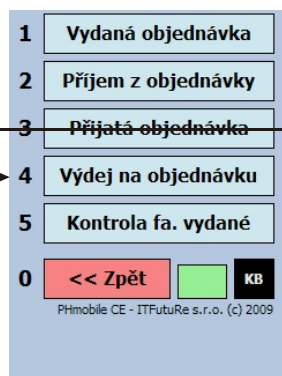 1 Vydaná objednávka
2 Příjem z objednávky
3 Přijatá objednávka
4 Výdej na objednávku
5 Kontrola fa. vydané
0 << Zpět KB
PHmobile CE - ITFutuRe s.r.o. (c) 2009